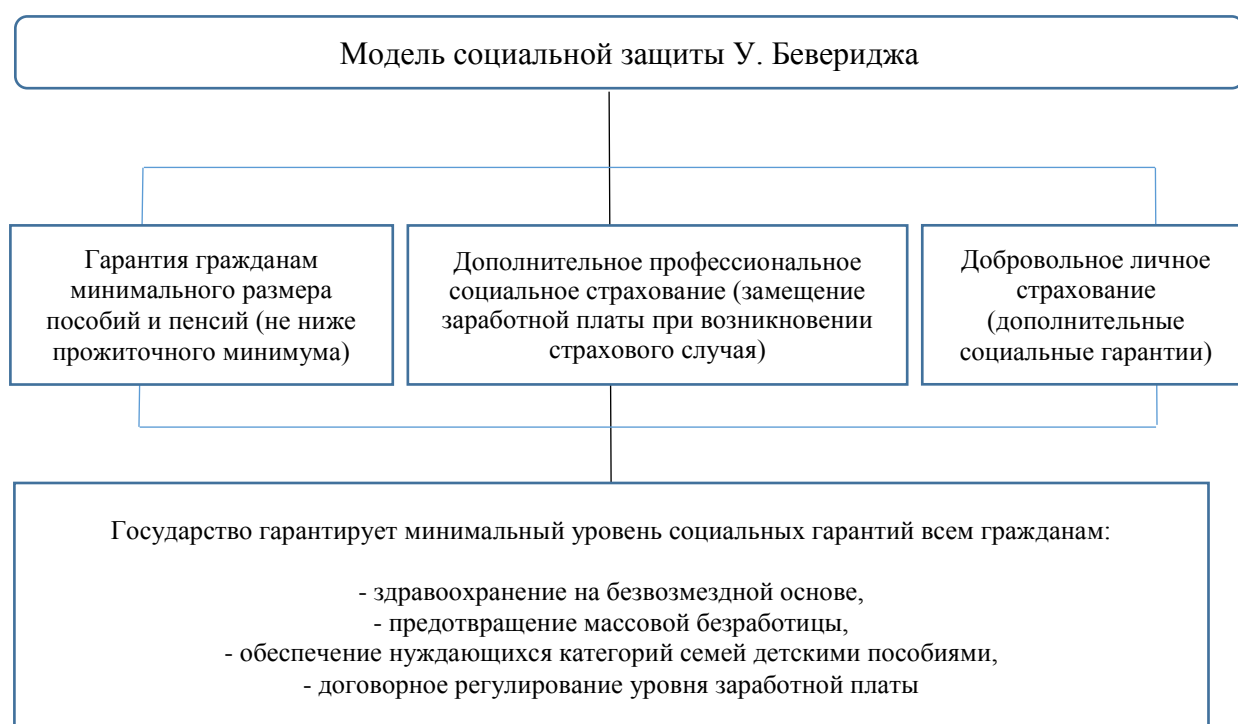 Модель социальной защиты У. Бевериджа
Гарантия гражданам
минимального размера
пособий и пенсий (не ниже
прожиточного минимума)
Дополнительное профессиональное
социальное страхование (замещение
заработной платы при возникновении
страхового случая)
Добровольное личное
страхование
(дополнительные
социальные гарантии)
Государство гарантирует минимальный уровень социальных гарантий всем гражданам:
- здравоохранение на безвозмездной основе,
- предотвращение массовой безработицы,
- обеспечение нуждающихся категорий семей детскими пособиями,
- договорное регулирование уровня заработной платы